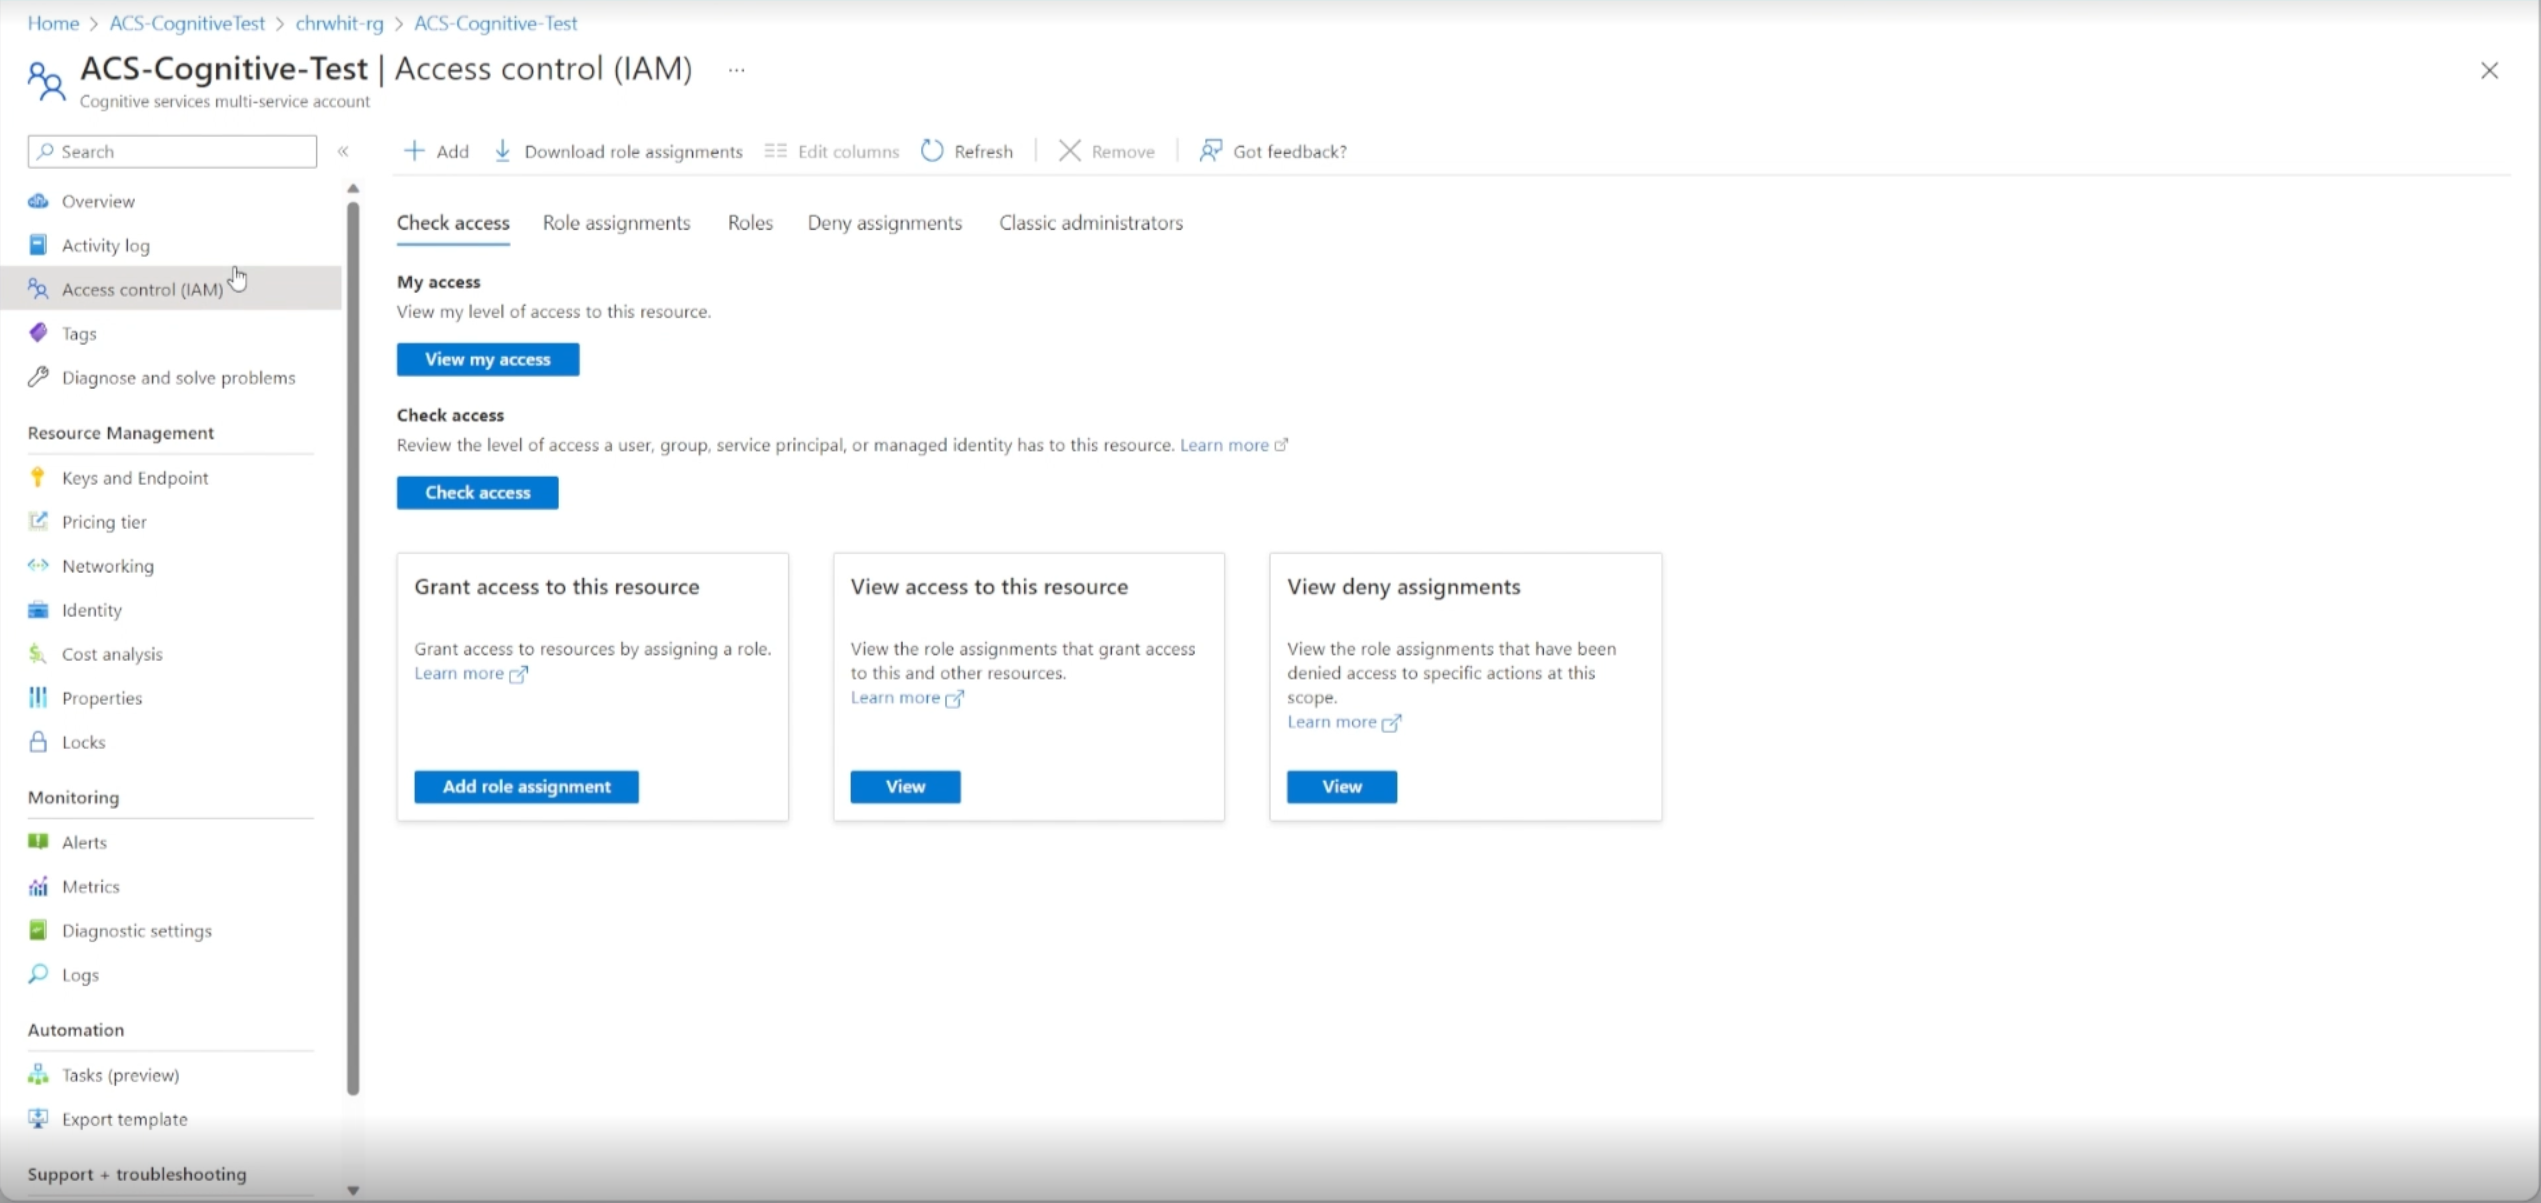 Home > ACS-CognitiveTest > chrwhit-rg > ACS-Cognitive-Test
ACS-Cognitive-Test | Access control (IAM) ...
Cognitive services multi-service account
Search
«
Overview
Activity log
Access control (IAM)
Tags
Diagnose and solve problems
Resource Management
Keys and Endpoint
Pricing tier
Networking
Identity
Cost analysis
Properties
Locks
Monitoring
Alerts
Metrics
Diagnostic settings
Logs
Automation
Tasks (preview)
Export template
Support + troubleshooting
Add Download role assignments Edit columns Refresh | Remove | Got feedback?
Check access Role assignments Roles Deny assignments Classic administrators
My access
View my level of access to this resource.
View my access
Check access
Review the level of access a user, group, service principal, or managed identity has to this resource. Learn more
Check access
Grant access to this resource
Grant access to resources by assigning a role.
Learn more
Add role assignment
View access to this resource
View the role assignments that grant access
to this and other resources.
Learn more
View
View deny assignments
View the role assignments that have been
denied access to specific actions at this
scope.
Learn more
View